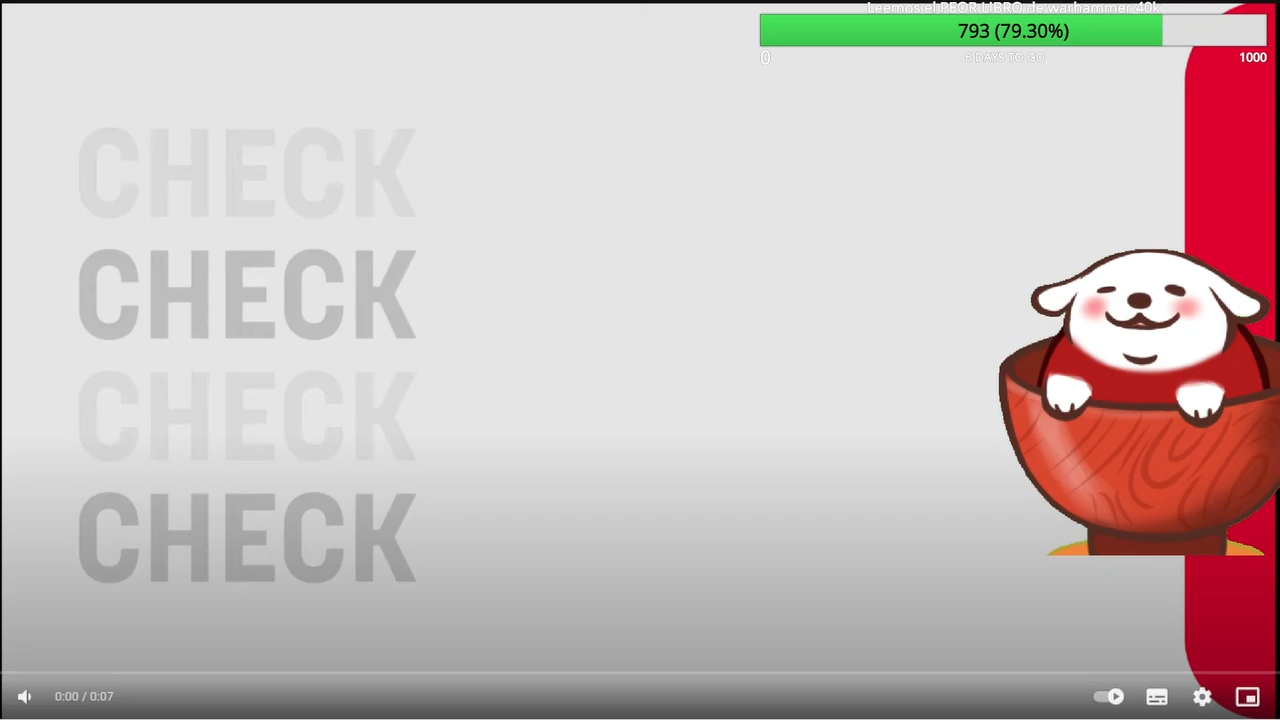 ¡Leemos el PEOR LIBRO de warhammer 40k
793 (79.30%)
0
6 DAYS TO GO
1000
CHECK
CHECK
CHECK
CHECK
0:00 / 0:07